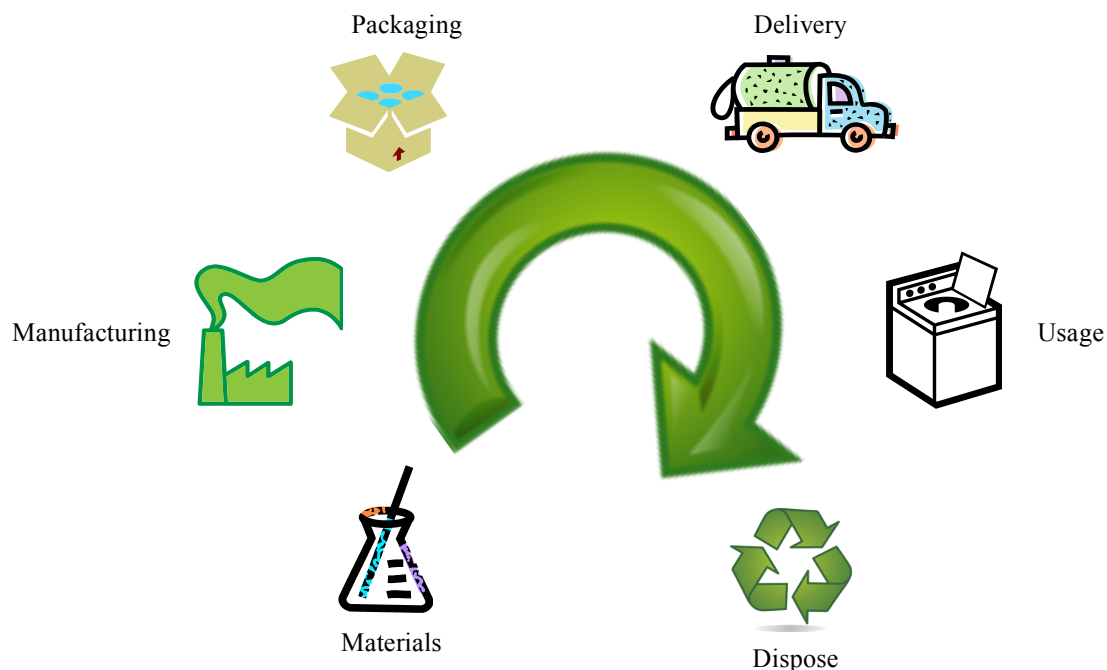 Packaging
Delivery
Manufacturing
Usage
Materials
Dispose